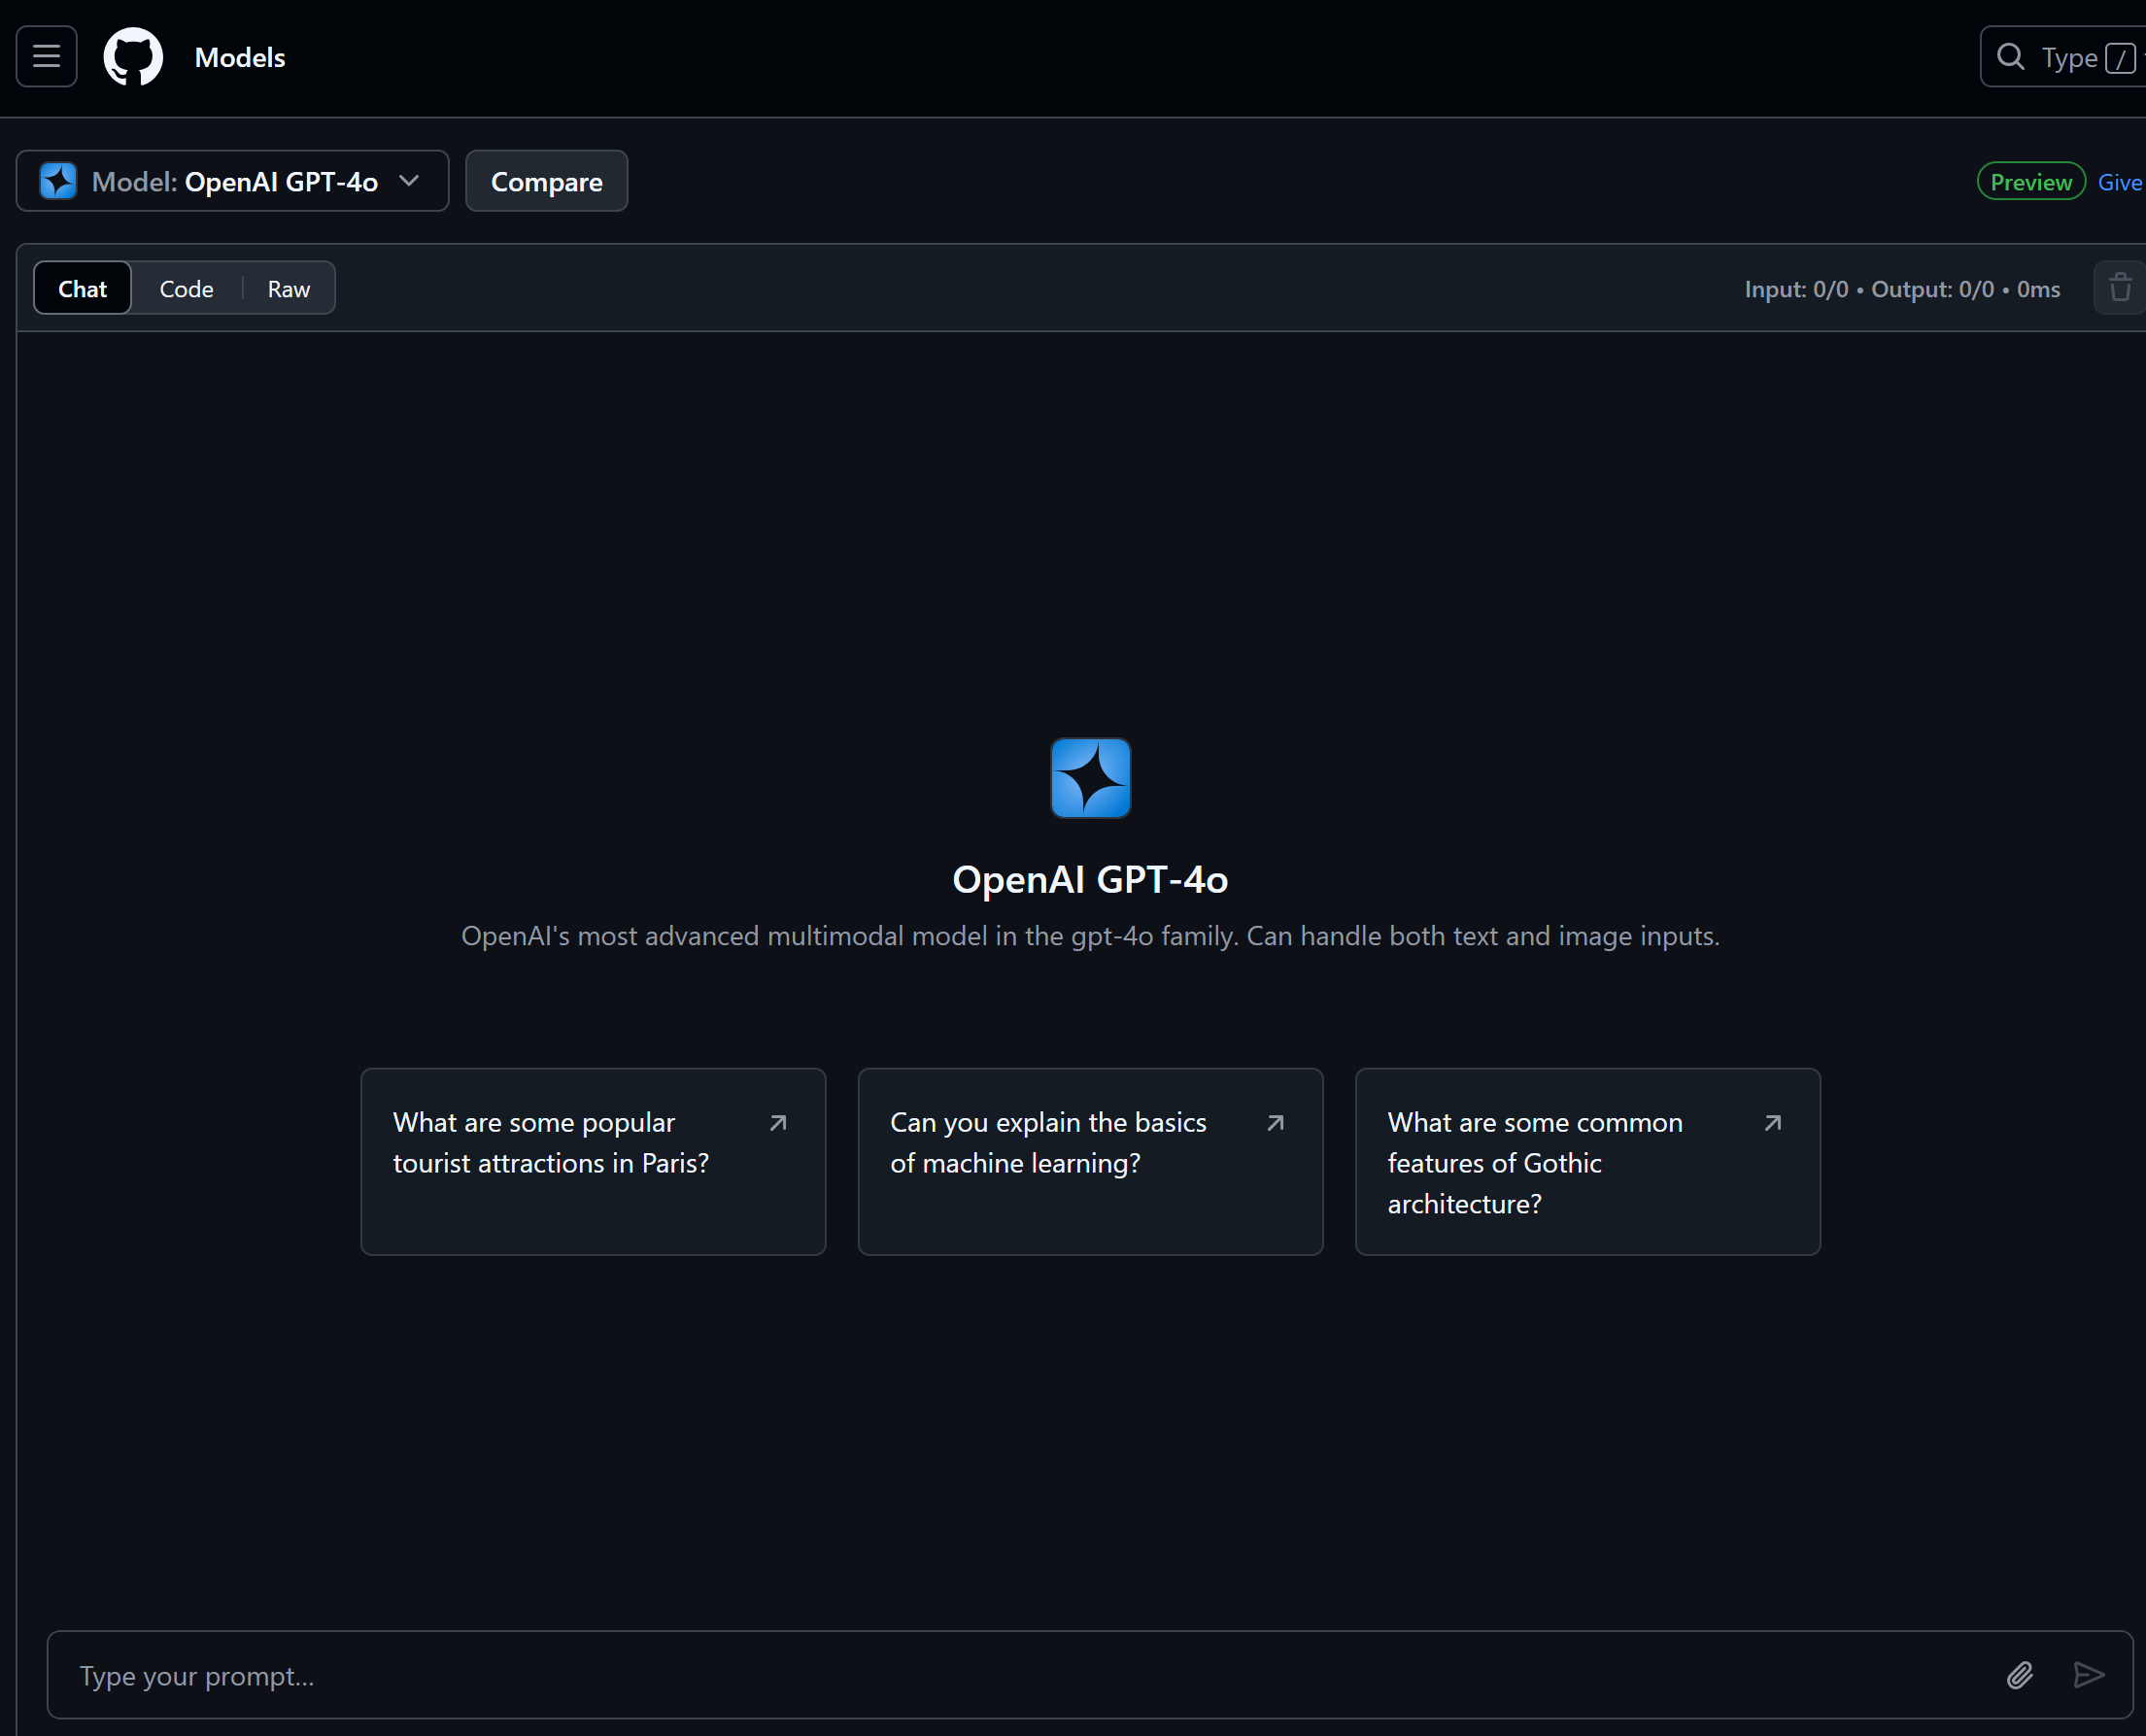 Models
Type /
Model: OpenAI GPT-4o
Compare
Preview Give
Chat Code Raw
Input: 0/0 • Output: 0/0 • 0ms
OpenAI GPT-4o
OpenAI's most advanced multimodal model in the gpt-4o family. Can handle both text and image inputs.
What are some popular
tourist attractions in Paris?
Can you explain the basics
of machine learning?
What are some common
features of Gothic
architecture?
Type your prompt...